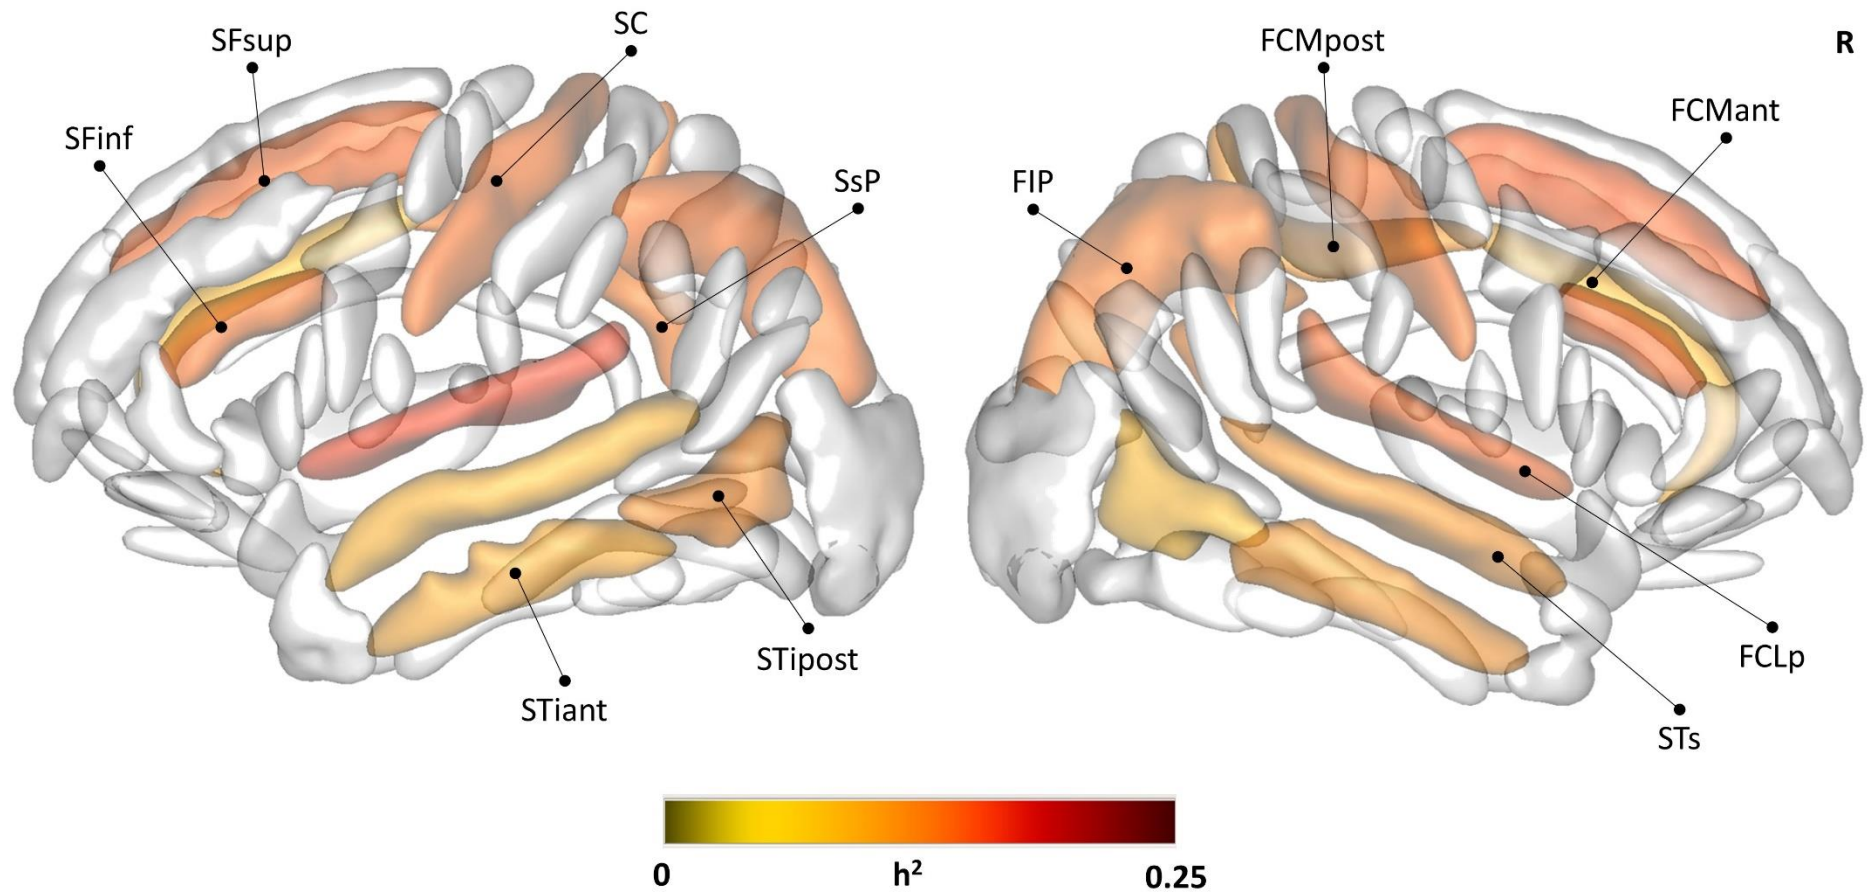 SC
SFsup
FCMpost
R
FCMant
SFinf
SsP
FIP
FCLp
STipost
STiant
STs
0
h²
0.25